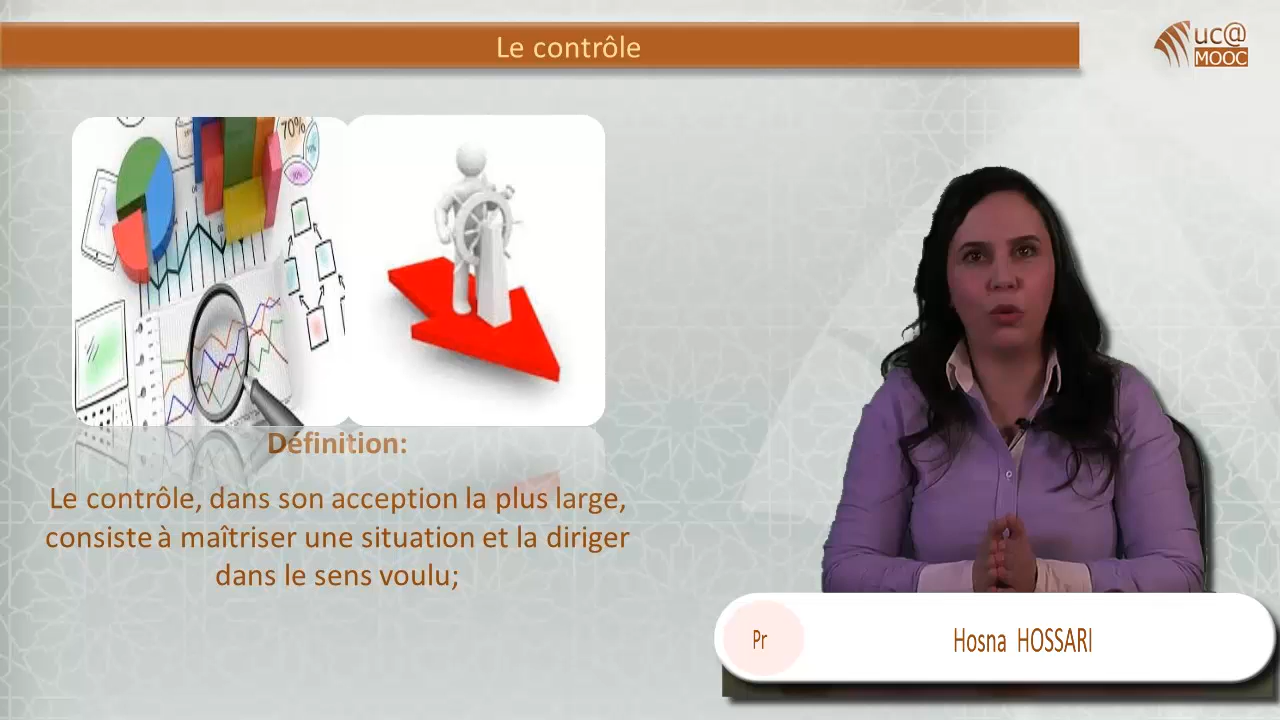 Le contrôle
uc@
MOOC
70%
Définition:
Le contrôle, dans son acception la plus large,
consiste à maîtriser une situation et la diriger
dans le sens voulu;
Pr
Hosna HOSSARI